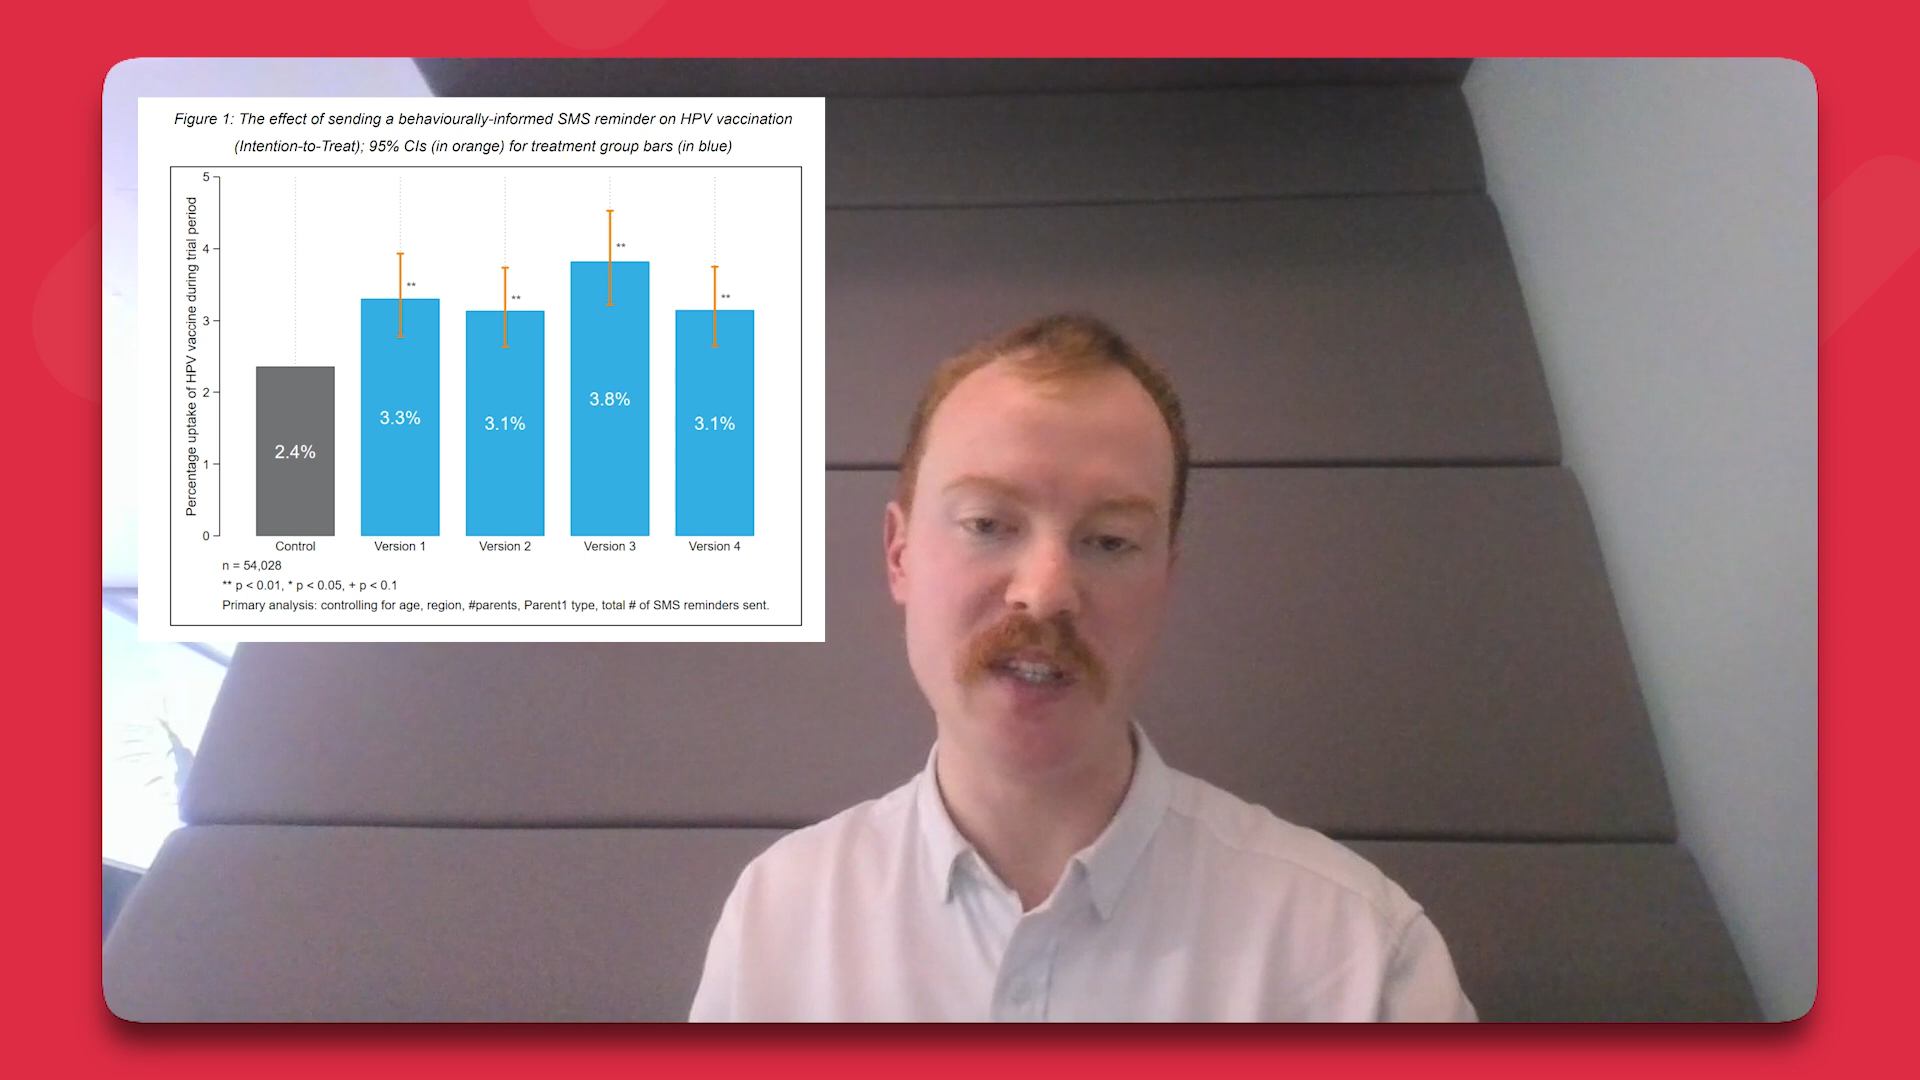 Figure 1: The effect of sending a behaviourally-informed SMS reminder on HPV vaccination
(Intention-to-Treat); 95% CIs (in orange) for treatment group bars (in blue)
Percentage uptake of HPV vaccine during trial period
5
4
3
2
1
0
**
**
**
**
2.4%
3.3%
3.1%
3.8%
3.1%
Control
Version 1
Version 2
Version 3
Version 4
n = 54,028
** p < 0.01, * p < 0.05, + p < 0.1
Primary analysis: controlling for age, region, #parents, Parent1 type, total # of SMS reminders sent.